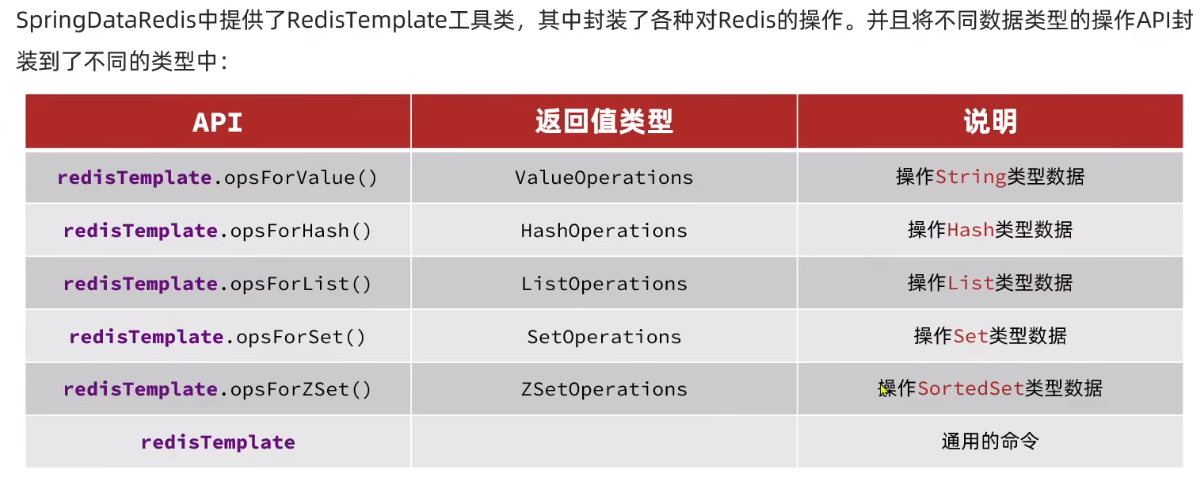 SpringDataRedis中提供了RedisTemplate工具类，其中封装了各种对Redis的操作。并且将不同数据类型的操作API封
装到了不同的类型中：
API 返回值类型 说明
redisTemplate.opsForValue() ValueOperations 操作String类型数据
redisTemplate.opsForHash() HashOperations 操作Hash类型数据
redisTemplate.opsForList() ListOperations 操作List类型数据
redisTemplate.opsForSet() SetOperations 操作Set类型数据
redisTemplate.opsForZSet() ZSetOperations 操作SortedSet类型数据
redisTemplate 通用的命令